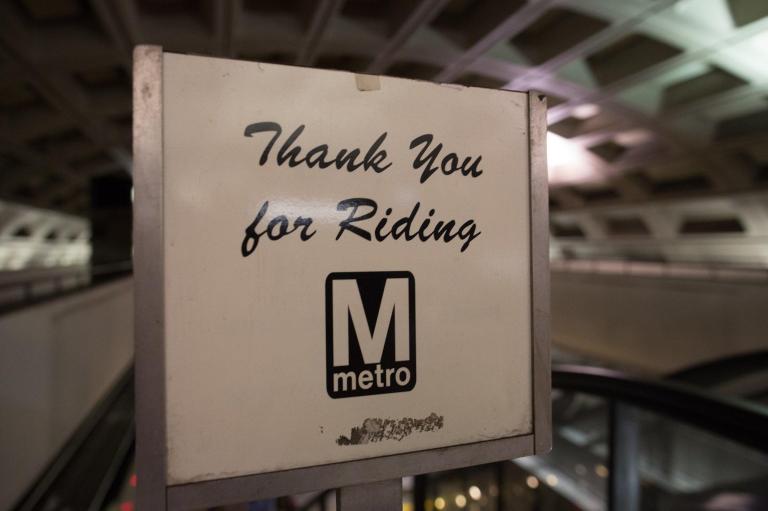 Thank You
for Riding
M
metro